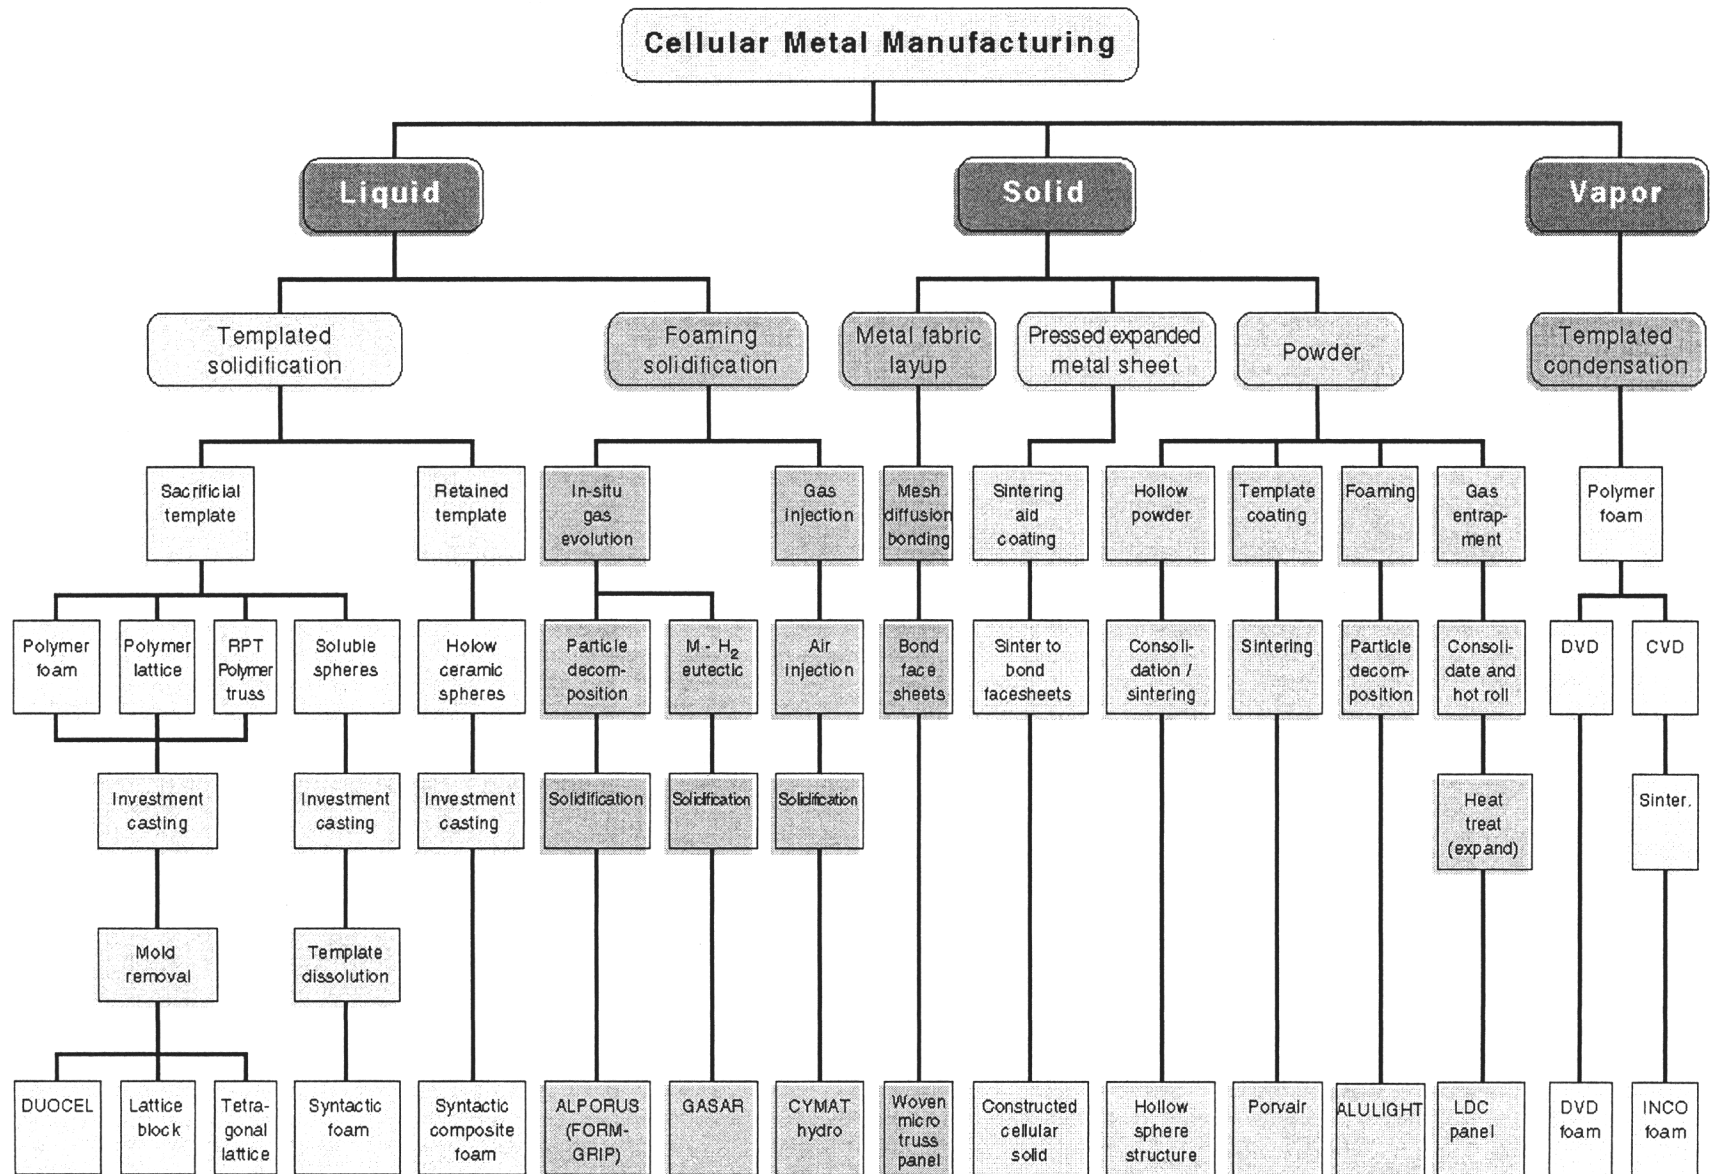 Cellular Metal Manufacturing
Liquid
Solid
Vapor
Templated
solidification
Foaming
solidification
Metal fabric
layup
Pressed expanded
metal sheet
Powder
Templated
condensation
Sacrificial
template
Retained
template
In-situ
gas
evolution
Gas
injection
Mesh
diffusion
bonding
Sintering
aid
coating
Hollow
powder
Template
coating
Foaming
Gas
entrap-
ment
Polymer
foam
Polymer
foam
Polymer
lattice
RPT
Polymer
truss
Soluble
spheres
Holow
ceramic
spheres
Particle
decom-
position
M - H2
eutectic
Air
injection
Bond
face
sheets
Sinter to
bond
facesheets
Consoli-
dation /
sintering
Sintering
Particle
decom-
position
Consoli-
date and
hot roll
DVD
CVD
Investment
casting
Investment
casting
Investment
casting
Solidification
Solidification
Solidification
Heat
treat
(expand)
Sinter.
Mold
removal
Template
dissolution
DUOCEL
Lattice
block
Tetra-
gonal
lattice
Syntactic
foam
Syntactic
composite
foam
ALPORUS
(FORM-
GRIP)
GASAR
CYMAT
hydro
Woven
micro
truss
panel
Constructed
cellular
solid
Hollow
sphere
structure
Porvair
ALULIGHT
LDC
panel
DVD
foam
INCO
foam